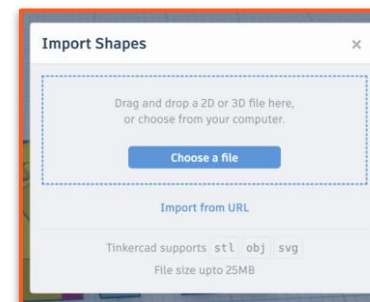 Import Shapes ×
Drag and drop a 2D or 3D file here,
or choose from your computer.
Choose a file
Import from URL
Tinkercad supports stl obj svg
File size upto 25MB